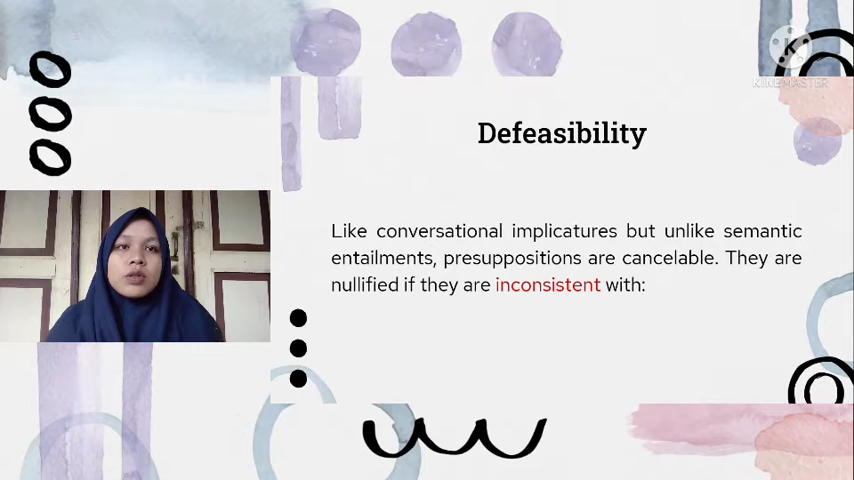 K
KINEMASTER
Defeasibility
Like conversational implicatures but unlike semantic
entailments, presuppositions are cancelable. They are
nullified if they are inconsistent with: